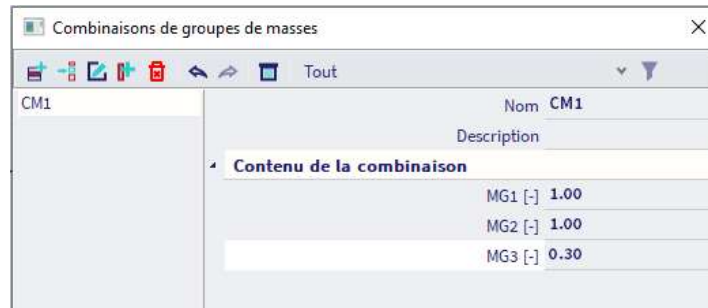 Combinaisons de groupes de masses
Tout
CM1
Nom CM1
Description
Contenu de la combinaison
MG1 [-] 1.00
MG2 [-] 1.00
MG3 [-] 0.30